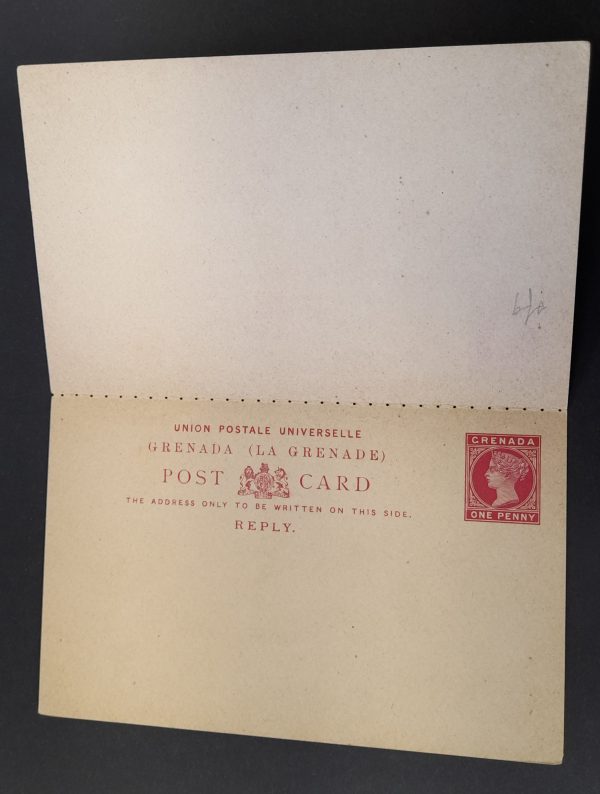 UNION POSTALE UNIVERSELLE
GRENADA (LA GRENADE)
POST CARD
THE ADDRESS ONLY TO BE WRITTEN ON THIS SIDE.
REPLY.
GRENADA
ONE PENNY